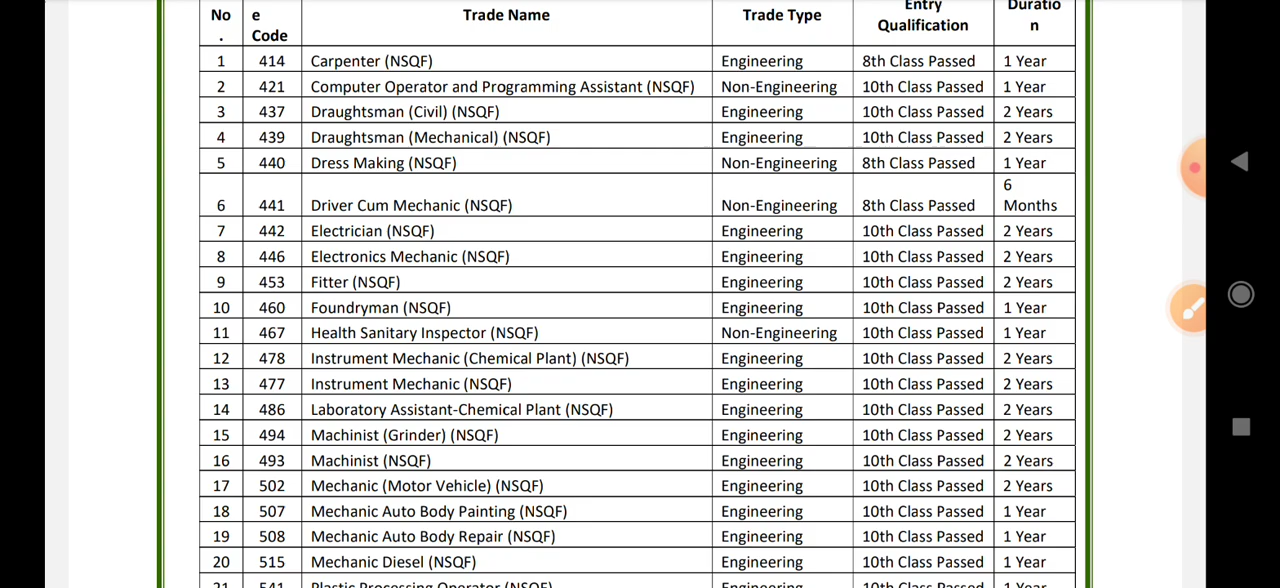 No . e Code Trade Name Trade Type Entry Qualification Duratio n
1 414 Carpenter (NSQF) Engineering 8th Class Passed 1 Year
2 421 Computer Operator and Programming Assistant (NSQF) Non-Engineering 10th Class Passed 1 Year
3 437 Draughtsman (Civil) (NSQF) Engineering 10th Class Passed 2 Years
4 439 Draughtsman (Mechanical) (NSQF) Engineering 10th Class Passed 2 Years
5 440 Dress Making (NSQF) Non-Engineering 8th Class Passed 1 Year
6 441 Driver Cum Mechanic (NSQF) Non-Engineering 8th Class Passed 6 Months
7 442 Electrician (NSQF) Engineering 10th Class Passed 2 Years
8 446 Electronics Mechanic (NSQF) Engineering 10th Class Passed 2 Years
9 453 Fitter (NSQF) Engineering 10th Class Passed 2 Years
10 460 Foundryman (NSQF) Engineering 10th Class Passed 1 Year
11 467 Health Sanitary Inspector (NSQF) Non-Engineering 10th Class Passed 1 Year
12 478 Instrument Mechanic (Chemical Plant) (NSQF) Engineering 10th Class Passed 2 Years
13 477 Instrument Mechanic (NSQF) Engineering 10th Class Passed 2 Years
14 486 Laboratory Assistant-Chemical Plant (NSQF) Engineering 10th Class Passed 2 Years
15 494 Machinist (Grinder) (NSQF) Engineering 10th Class Passed 2 Years
16 493 Machinist (NSQF) Engineering 10th Class Passed 2 Years
17 502 Mechanic (Motor Vehicle) (NSQF) Engineering 10th Class Passed 2 Years
18 507 Mechanic Auto Body Painting (NSQF) Engineering 10th Class Passed 1 Year
19 508 Mechanic Auto Body Repair (NSQF) Engineering 10th Class Passed 1 Year
20 515 Mechanic Diesel (NSQF) Engineering 10th Class Passed 1 Year
21 541 Plastic Processing Operator (NSQF) Engineering 10th Class Passed 1 Year